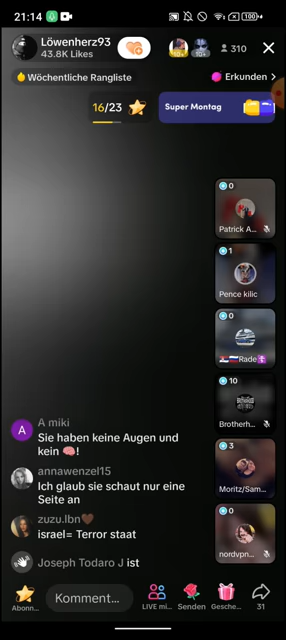 21:14
100
Löwenherz93
43.8K Likes
10+
10+
310
Wöchentliche Rangliste
Erkunden
16/23
Super Montag
0
Patrick A...
1
Pence kilic
0
Rade
10
Brotherh...
3
Moritz/Sam...
0
nordvpn...
A
A miki
Sie haben keine Augen und
kein 🧠!
annawenzel15
Ich glaub sie schaut nur eine
Seite an
zuzu.lbn🤎
israel= Terror staat
Joseph Todaro J ist
Abonn...
Komment...
LIVE mi...
Senden
Gesche...
31